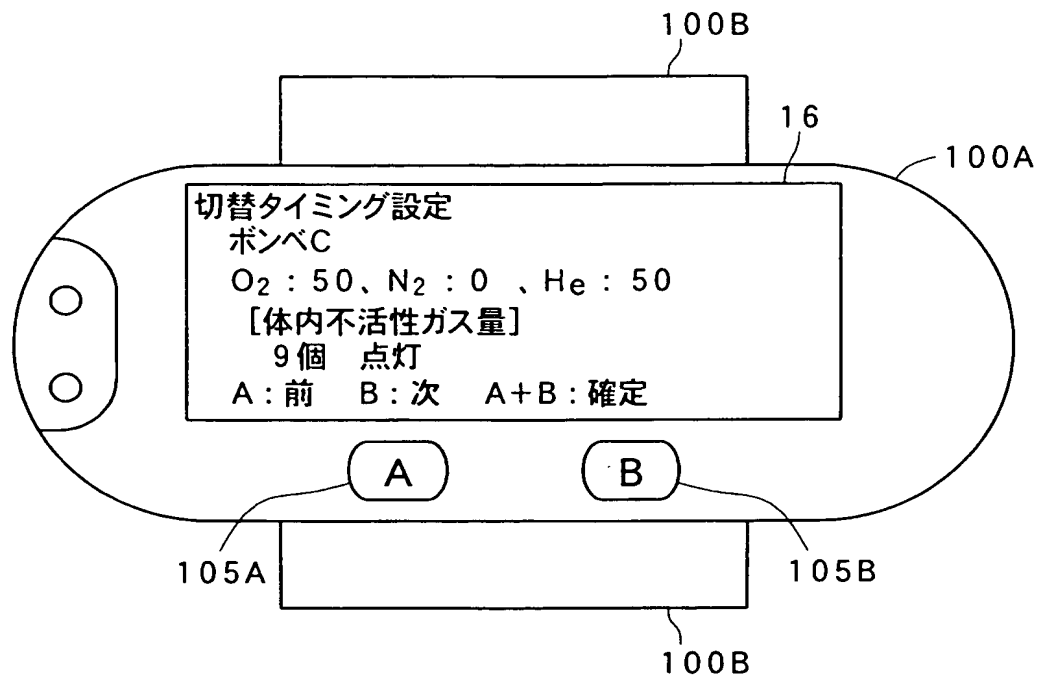 100B
16
100A
切替タイミング設定
ボンベC
O2：50、N2：0 、He：50
[体内不活性ガス量]
9個 点灯
A：前 B：次 A+B：確定
A
B
105A
105B
100B